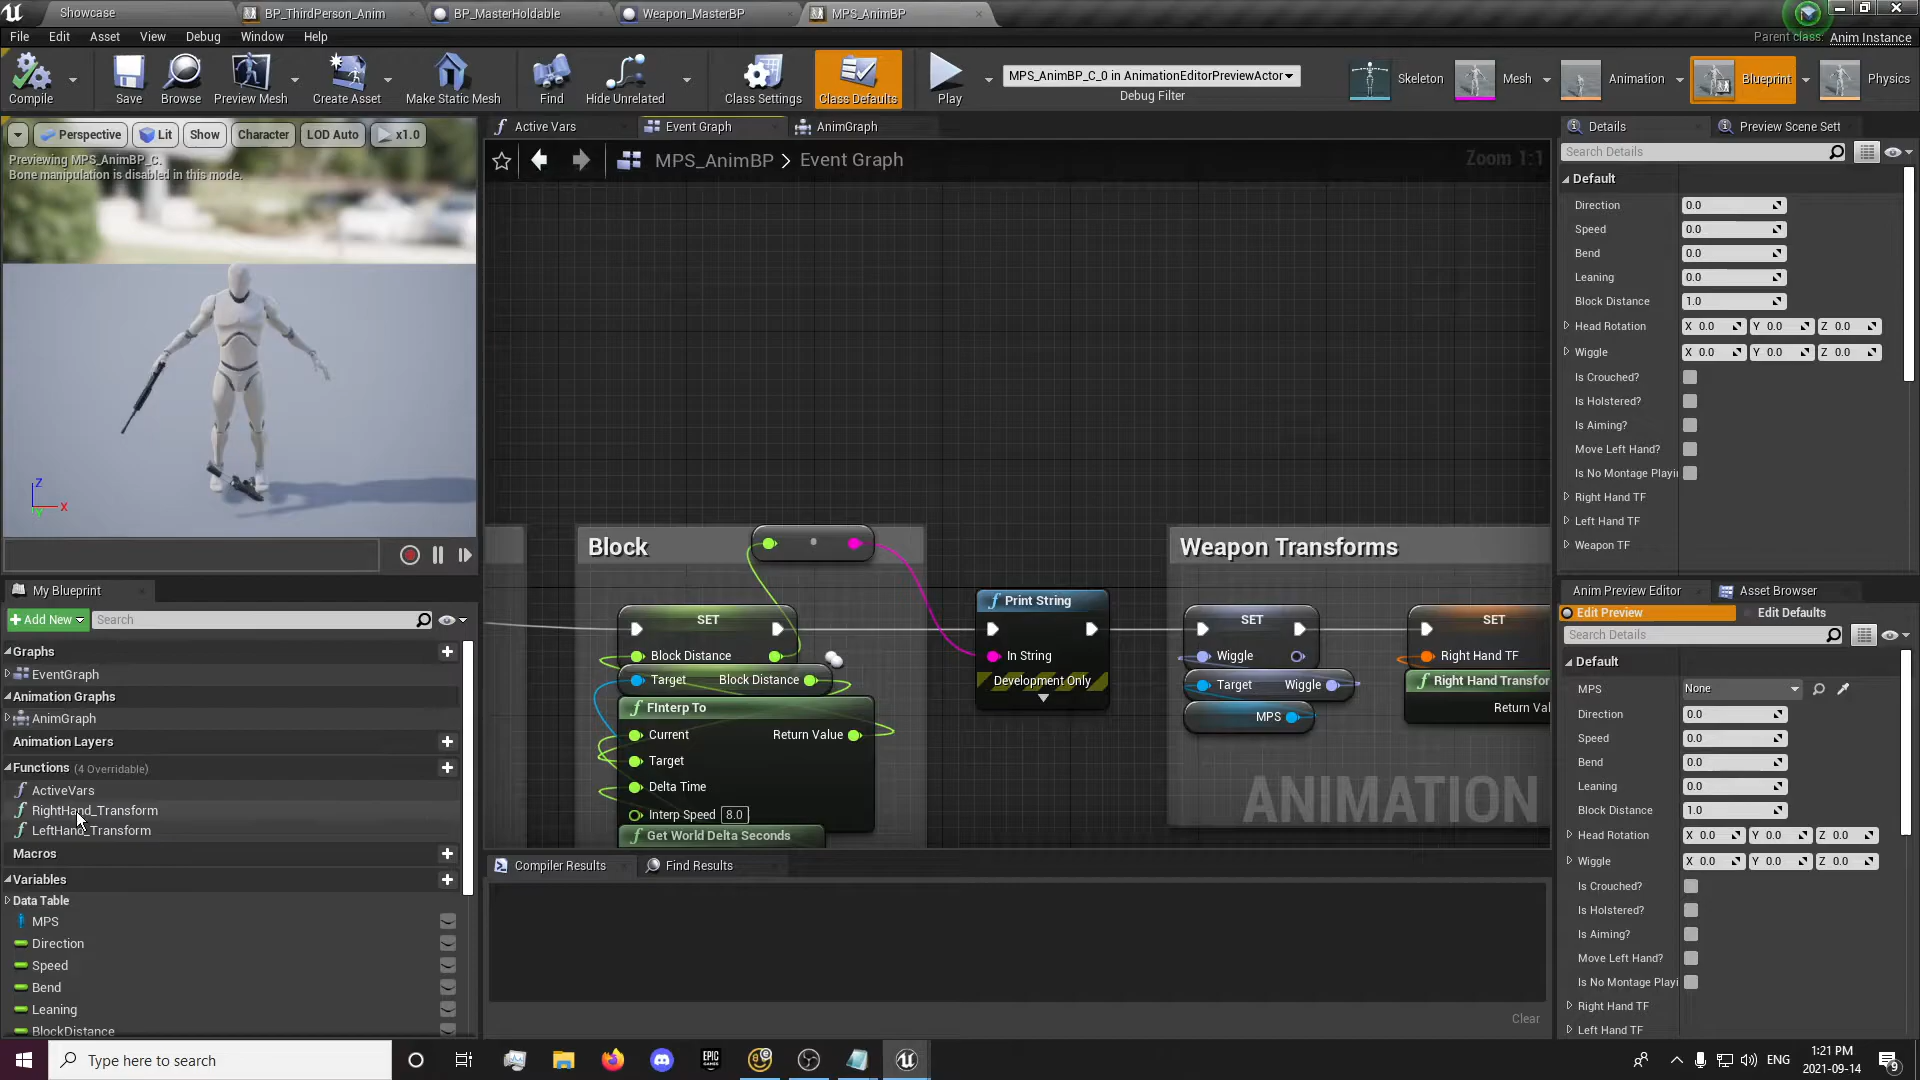 Showcase
BP_ThirdPerson_Anim
BP_MasterHoldable
Weapon_MasterBP
MPS_AnimBP
File Edit Asset View Debug Window Help
Parent class: Anim Instance
Compile
Save
Browse
Preview Mesh
Create Asset
Make Static Mesh
Find
Hide Unrelated
Class Settings
Class Defaults
Play
MPS_AnimBP_C_0 in AnimationEditorPreviewActor
Debug Filter
Skeleton
Mesh
Animation
Blueprint
Physics
Perspective Lit Show Character LOD Auto x1.0
Previewing MPS_AnimBP_C.
Bone manipulation is disabled in this mode.
Z
X
Y
Active Vars
Event Graph
AnimGraph
MPS_AnimBP > Event Graph
Zoom 1:1
Block
SET
Block Distance
Target Block Distance
FInterp To
Current Return Value
Target
Delta Time
Interp Speed 8.0
Get World Delta Seconds
Print String
In String
Development Only
Weapon Transforms
SET
Wiggle
Target Wiggle
MPS
SET
Right Hand TF
Right Hand Transfor
Return Val
ANIMATION
Compiler Results
Find Results
Clear
My Blueprint
Add New
Search
Graphs
EventGraph
Animation Graphs
AnimGraph
Animation Layers
Functions (4 Overridable)
ActiveVars
RightHand_Transform
LeftHand_Transform
Macros
Variables
Data Table
MPS
Direction
Speed
Bend
Leaning
BlockDistance
Details
Preview Scene Sett
Search Details
Default
Direction 0.0
Speed 0.0
Bend 0.0
Leaning 0.0
Block Distance 1.0
Head Rotation X 0.0 Y 0.0 Z 0.0
Wiggle X 0.0 Y 0.0 Z 0.0
Is Crouched?
Is Holstered?
Is Aiming?
Move Left Hand?
Is No Montage Playi
Right Hand TF
Left Hand TF
Weapon TF
Anim Preview Editor
Asset Browser
Edit Preview
Edit Defaults
Search Details
Default
MPS None
Direction 0.0
Speed 0.0
Bend 0.0
Leaning 0.0
Block Distance 1.0
Head Rotation X 0.0 Y 0.0 Z 0.0
Wiggle X 0.0 Y 0.0 Z 0.0
Is Crouched?
Is Holstered?
Is Aiming?
Move Left Hand?
Is No Montage Playi
Right Hand TF
Left Hand TF
Type here to search
EPIC
ENG
1:21 PM
2021-09-14
9